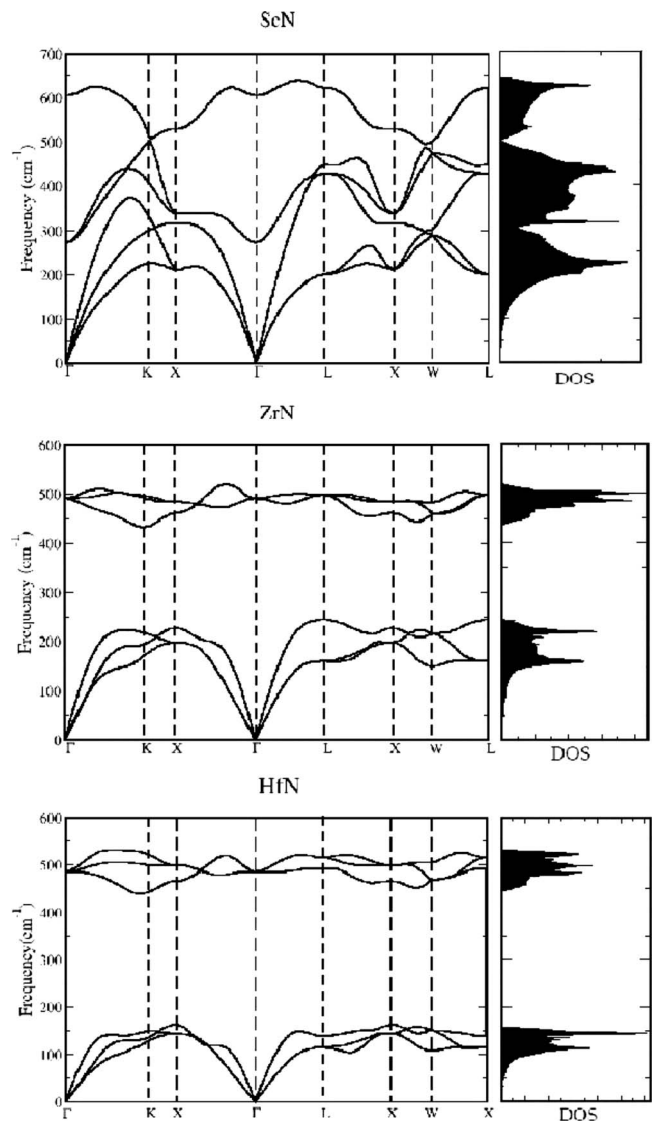 ScN
700
600
500
400
300
200
100
0
Frequency (cm-1)
Γ K X Γ L X W L
DOS
ZrN
600
500
400
300
200
100
0
Frequency (cm-1)
Γ K X Γ L X W L
DOS
HfN
600
500
400
300
200
100
0
Frequency(cm-1)
Γ K X Γ L X W X
DOS